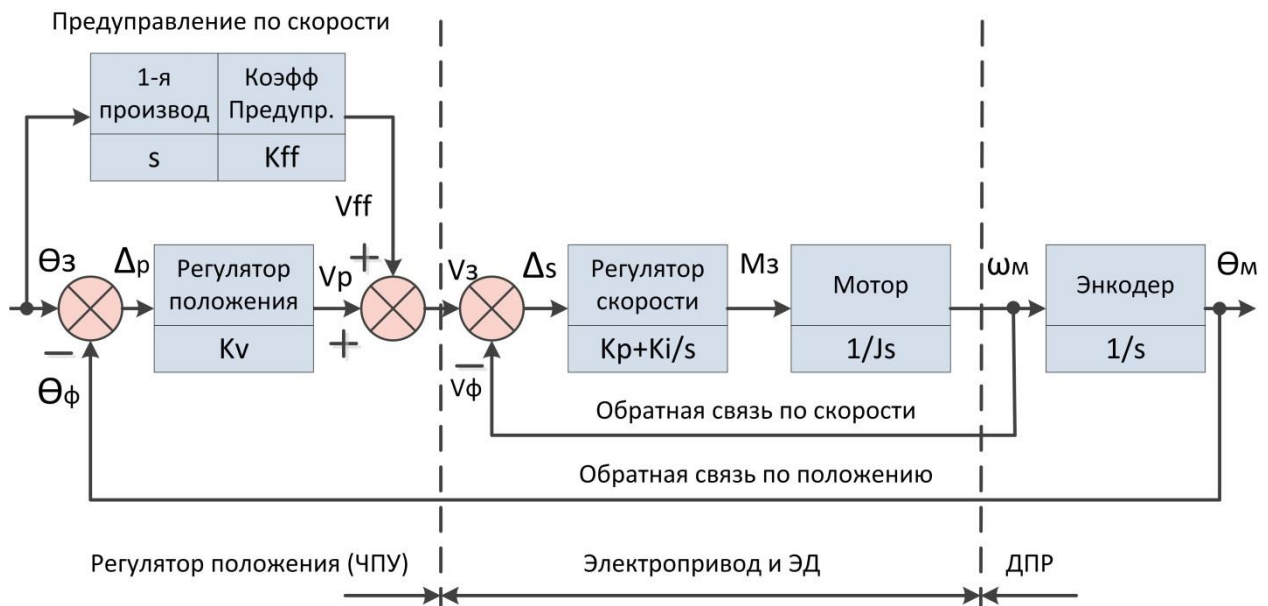 Предуправление по скорости
1-я
производ
Коэфф
Предупр.
s
Kff
Vff
+
Θз
Δp
Регулятор
положения
Kv
Vp
+
Vз
Δs
Регулятор
скорости
Kp+Ki/s
Mз
Мотор
1/Js
ωм
Энкодер
1/s
Θм
−
Θф
−
Vф
Обратная связь по скорости
Обратная связь по положению
Регулятор положения (ЧПУ)
Электропривод и ЭД
ДПР